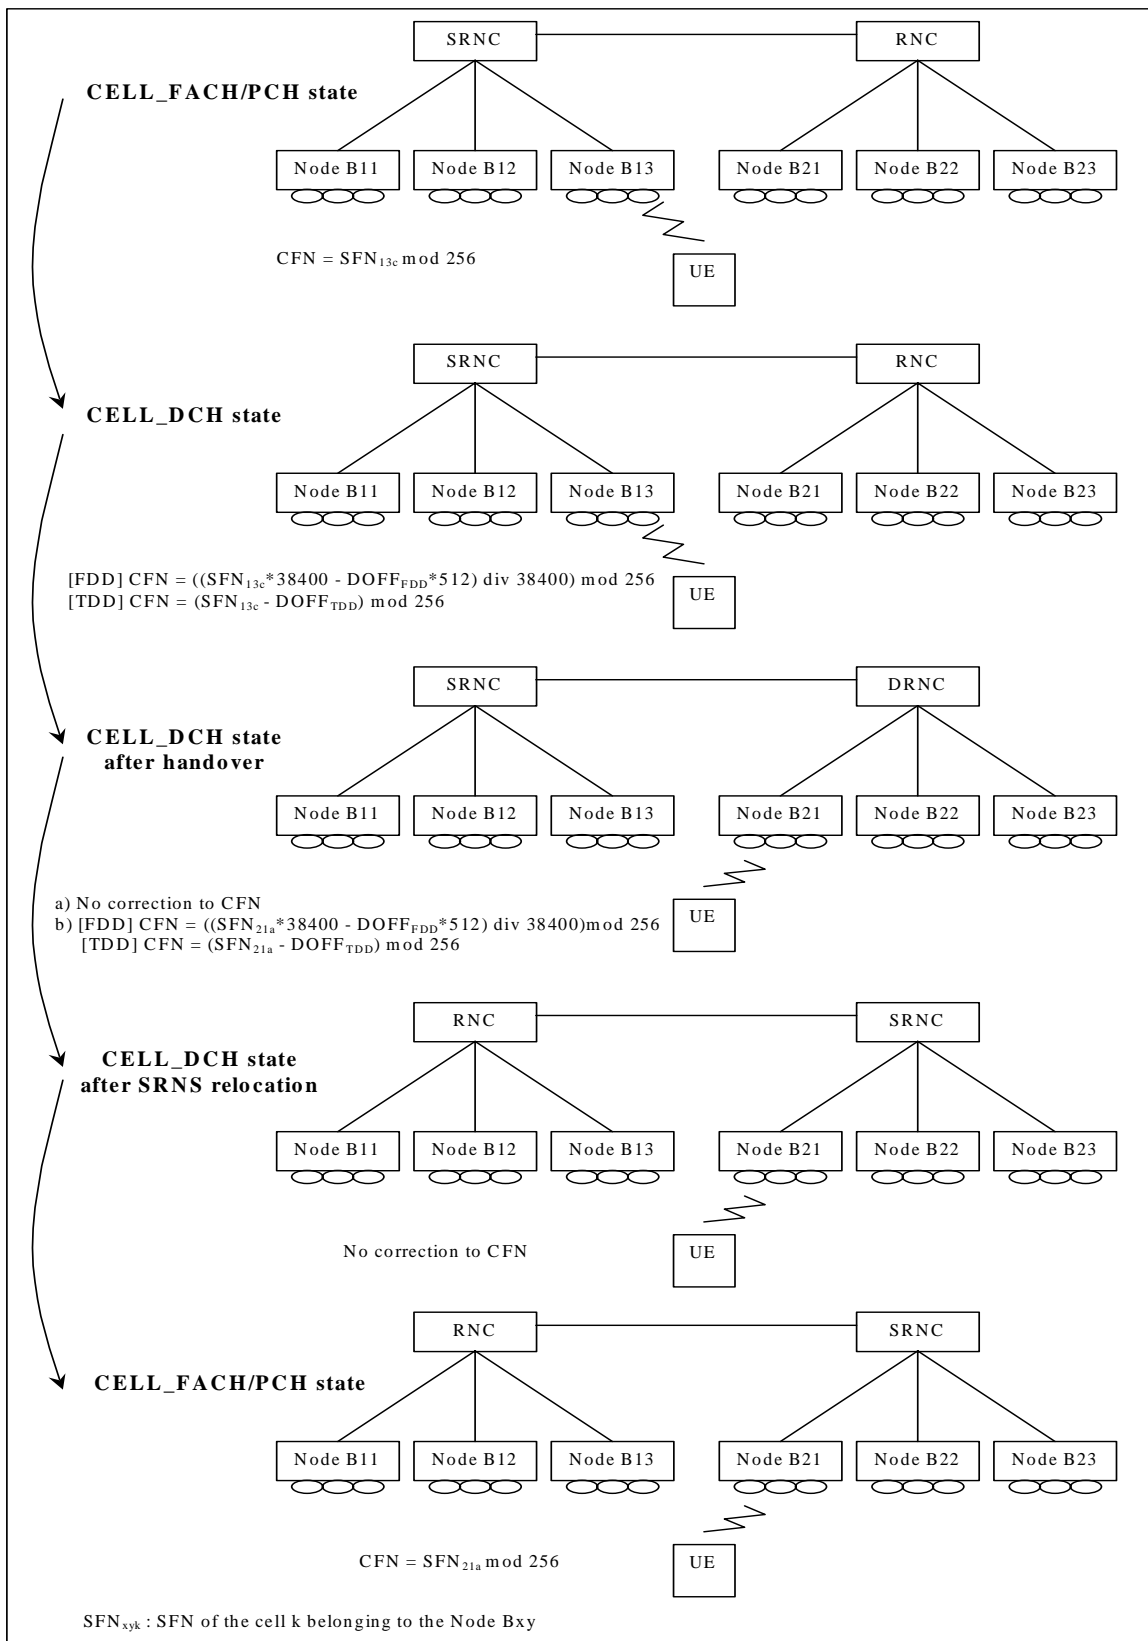 SRNC RNC
CELL_FACH/PCH state
Node B11 Node B12 Node B13 Node B21 Node B22 Node B23
CFN = SFN13c mod 256
UE
SRNC RNC
CELL_DCH state
Node B11 Node B12 Node B13 Node B21 Node B22 Node B23
[FDD] CFN = ((SFN13c*38400 - DOFFFDD*512) div 38400) mod 256
[TDD] CFN = (SFN13c - DOFFTDD) mod 256
UE
SRNC DRNC
CELL_DCH state
after handover
Node B11 Node B12 Node B13 Node B21 Node B22 Node B23
a) No correction to CFN
b) [FDD] CFN = ((SFN21a*38400 - DOFFFDD*512) div 38400)mod 256
[TDD] CFN = (SFN21a - DOFFTDD) mod 256
UE
RNC SRNC
CELL_DCH state
after SRNS relocation
Node B11 Node B12 Node B13 Node B21 Node B22 Node B23
No correction to CFN
UE
RNC SRNC
CELL_FACH/PCH state
Node B11 Node B12 Node B13 Node B21 Node B22 Node B23
CFN = SFN21a mod 256
UE
SFNxyk : SFN of the cell k belonging to the Node Bxy